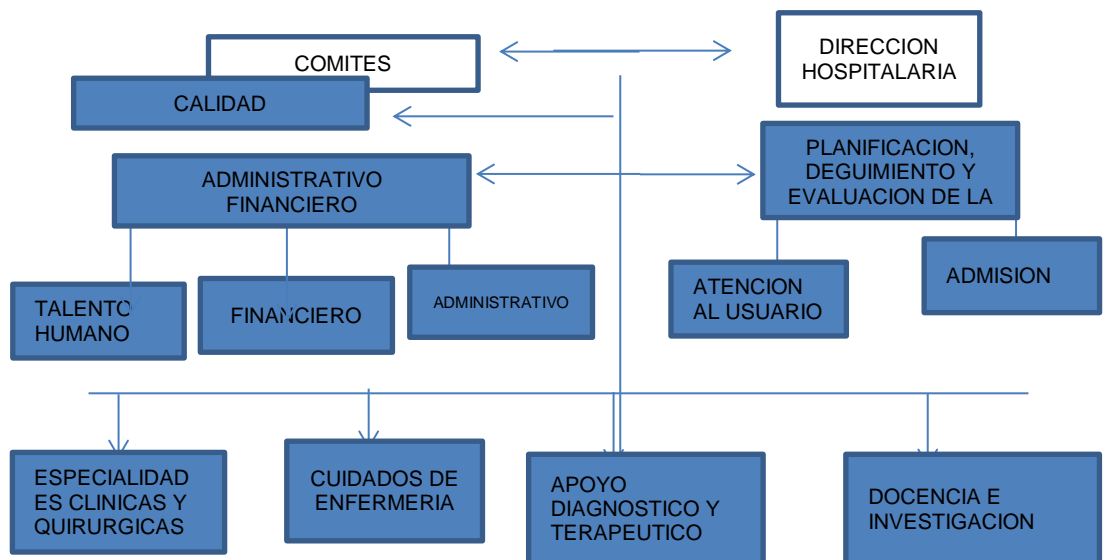 COMITES
DIRECCION
HOSPITALARIA
CALIDAD
ADMINISTRATIVO
FINANCIERO
PLANIFICACION,
DEGUIMIENTO Y
EVALUACION DE LA
TALENTO
HUMANO
FINANCIERO
ADMINISTRATIVO
ATENCION
AL USUARIO
ADMISION
ESPECIALIDAD
ES CLINICAS Y
QUIRURGICAS
CUIDADOS DE
ENFERMERIA
APOYO
DIAGNOSTICO Y
TERAPEUTICO
DOCENCIA E
INVESTIGACION